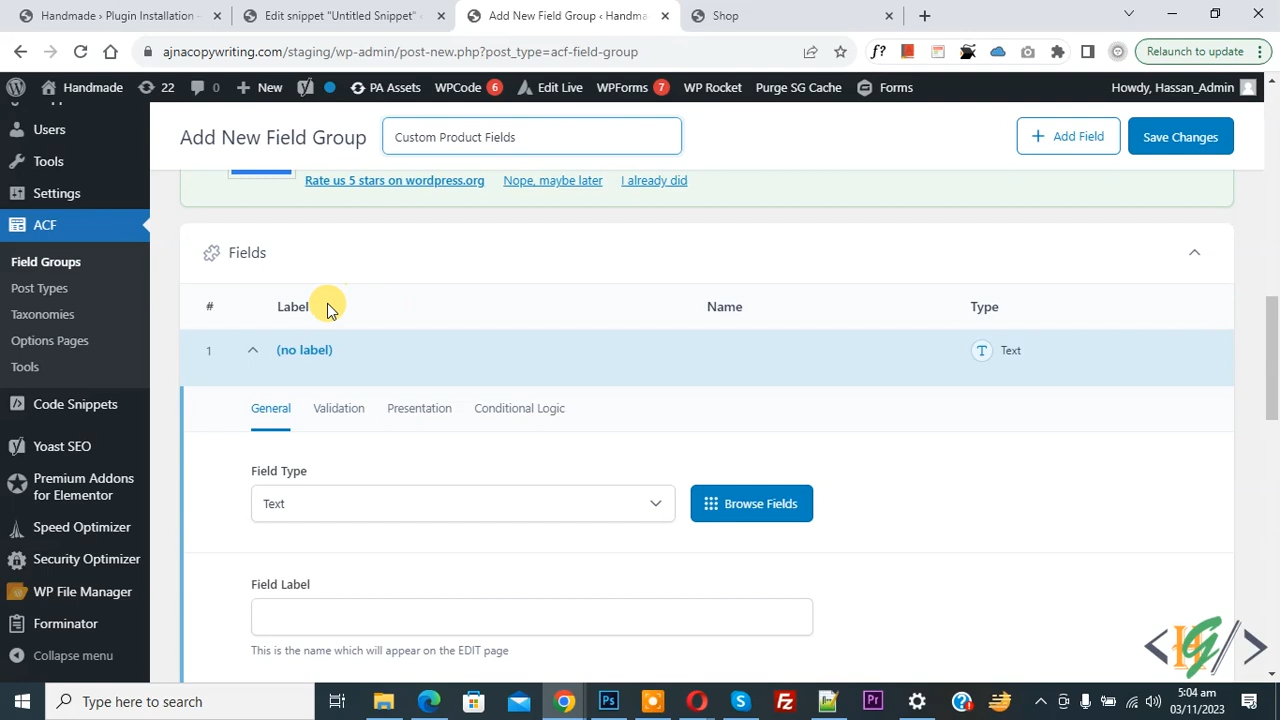 Handmade » Plugin Installation -
Edit snippet "Untitled Snippet" ‹
Add New Field Group ‹ Handma
Shop
ajnacopywriting.com/staging/wp-admin/post-new.php?post_type=acf-field-group
f?
Relaunch to update
Handmade
22
0
New
PA Assets
WPCode 6
Edit Live
WPForms 7
WP Rocket
Purge SG Cache
Forms
Howdy, Hassan_Admin
Users
Tools
Settings
ACF
Field Groups
Post Types
Taxonomies
Options Pages
Tools
Code Snippets
Yoast SEO
Premium Addons
for Elementor
Speed Optimizer
Security Optimizer
WP File Manager
Forminator
Collapse menu
Add New Field Group
Custom Product Fields
+ Add Field
Save Changes
Rate us 5 stars on wordpress.org
Nope, maybe later
I already did
Fields
# Label Name Type
1 (no label) T Text
General Validation Presentation Conditional Logic
Field Type
Text
Browse Fields
Field Label
This is the name which will appear on the EDIT page
Type here to search
5:04 am
03/11/2023